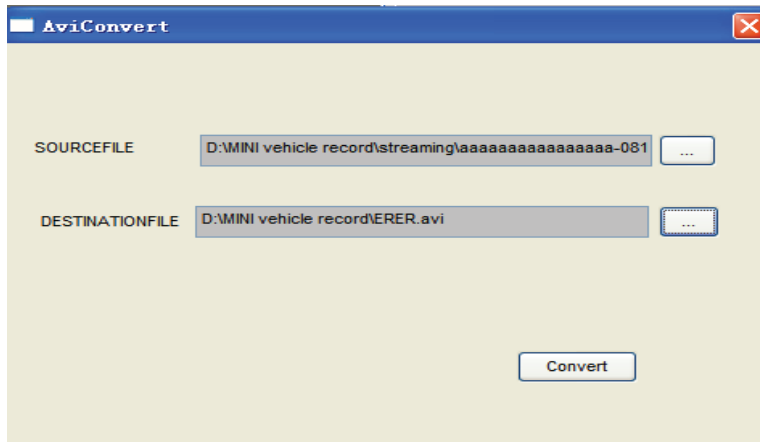 AviConvert
SOURCEFILE D:\MINI vehicle record\streaming\aaaaaaaaaaaaaaaa-081 ...
DESTINATIONFILE D:\MINI vehicle record\ERER.avi ...
Convert